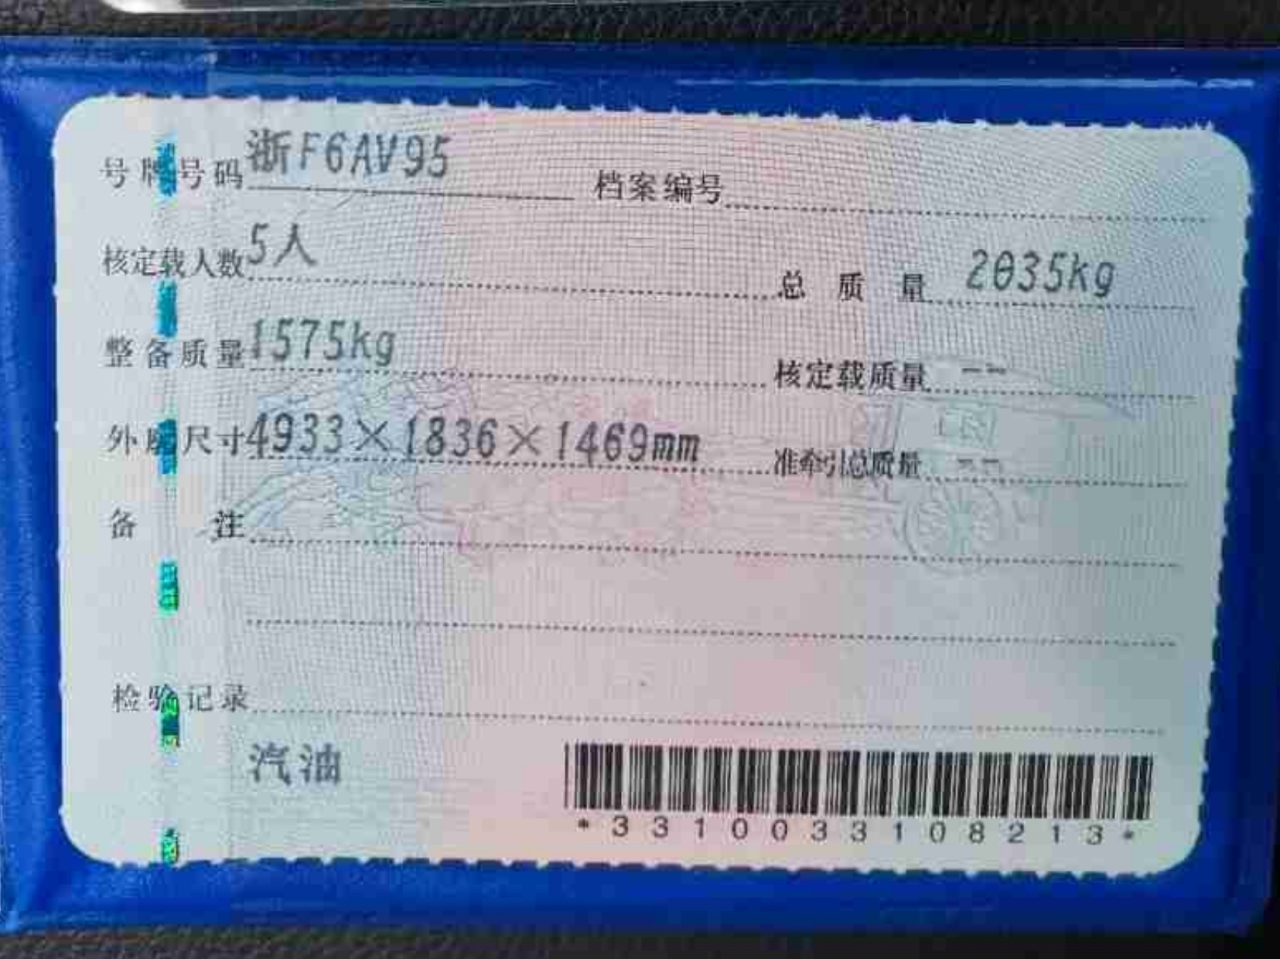 号牌号码 浙F6AV95 档案编号
核定载人数 5人 总质量 2035kg
整备质量 1575kg 核定载质量 --
外廓尺寸 4933×1836×1469mm 准牵引总质量 --
备注
检验记录
汽油
*3310033108213*